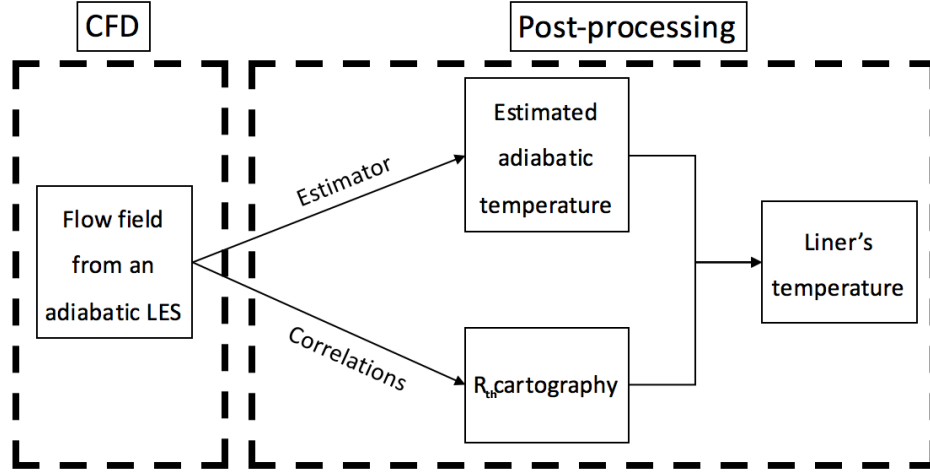 CFD
Post-processing
Flow field
from an
adiabatic LES
Estimator
Correlations
Estimated
adiabatic
temperature
Rth cartography
Liner’s
temperature